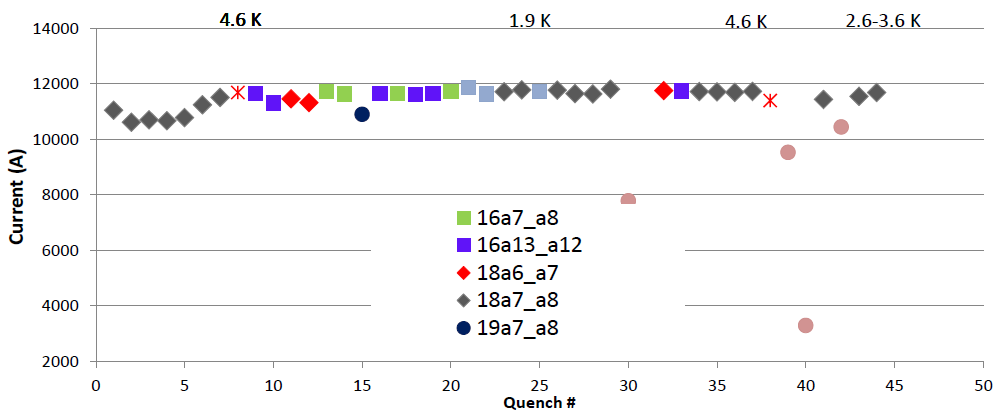 4.6 K 1.9 K 4.6 K 2.6-3.6 K
14000
12000
10000
8000
6000
4000
2000
Current (A)
16a7_a8
16a13_a12
18a6_a7
18a7_a8
19a7_a8
0 5 10 15 20 25 30 35 40 45 50
Quench #